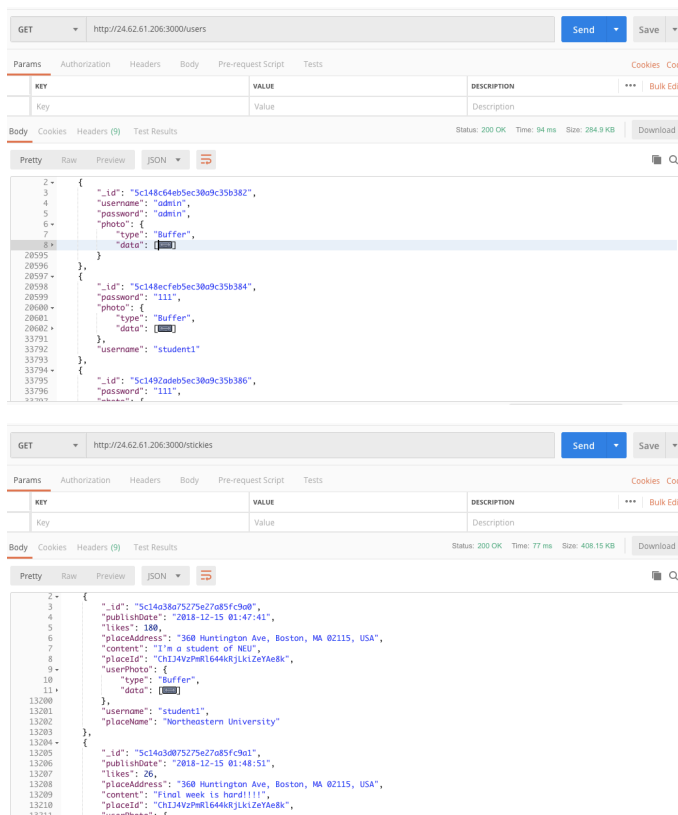 GET http://24.62.61.206:3000/users Send Save
Params Authorization Headers Body Pre-request Script Tests Cookies
KEY VALUE DESCRIPTION ••• Bulk
Key Value Description
Body Cookies Headers (9) Test Results Status: 200 OK Time: 94 ms Size: 284.9 KB Download
Pretty Raw Preview JSON
2 {
3 "_id": "5c148c64eb5ec30a9c35b382",
4 "username": "admin",
5 "password": "admin",
6 "photo": {
7 "type": "Buffer",
8 "data": []
20595 }
20596 },
20597 {
20598 "_id": "5c148ecfeb5ec30a9c35b384",
20599 "password": "111",
20600 "photo": {
20601 "type": "Buffer",
20602 "data": []
33791 },
33792 "username": "student1"
33793 },
33794 {
33795 "_id": "5c1492adeb5ec30a9c35b386",
33796 "password": "111",
33797 "photo": {
GET http://24.62.61.206:3000/stickies Send Save
Params Authorization Headers Body Pre-request Script Tests Cookies
KEY VALUE DESCRIPTION ••• Bulk
Key Value Description
Body Cookies Headers (9) Test Results Status: 200 OK Time: 77 ms Size: 408.15 KB Download
Pretty Raw Preview JSON
2 {
3 "_id": "5c14a38a75275e27a85fc9a0",
4 "publishDate": "2018-12-15 01:47:41",
5 "likes": 180,
6 "placeAddress": "360 Huntington Ave, Boston, MA 02115, USA",
7 "content": "I'm a student of NEU",
8 "placeId": "ChIJ4VzPmRl644kRjLkiZeYAe8k",
9 "userPhoto": {
10 "type": "Buffer",
11 "data": []
13200 },
13201 "username": "student1",
13202 "placeName": "Northeastern University"
13203 },
13204 {
13205 "_id": "5c14a3d075275e27a85fc9a1",
13206 "publishDate": "2018-12-15 01:48:51",
13207 "likes": 26,
13208 "placeAddress": "360 Huntington Ave, Boston, MA 02115, USA",
13209 "content": "Final week is hard!!!!",
13210 "placeId": "ChIJ4VzPmRl644kRjLkiZeYAe8k",
13211 "userPhoto": {